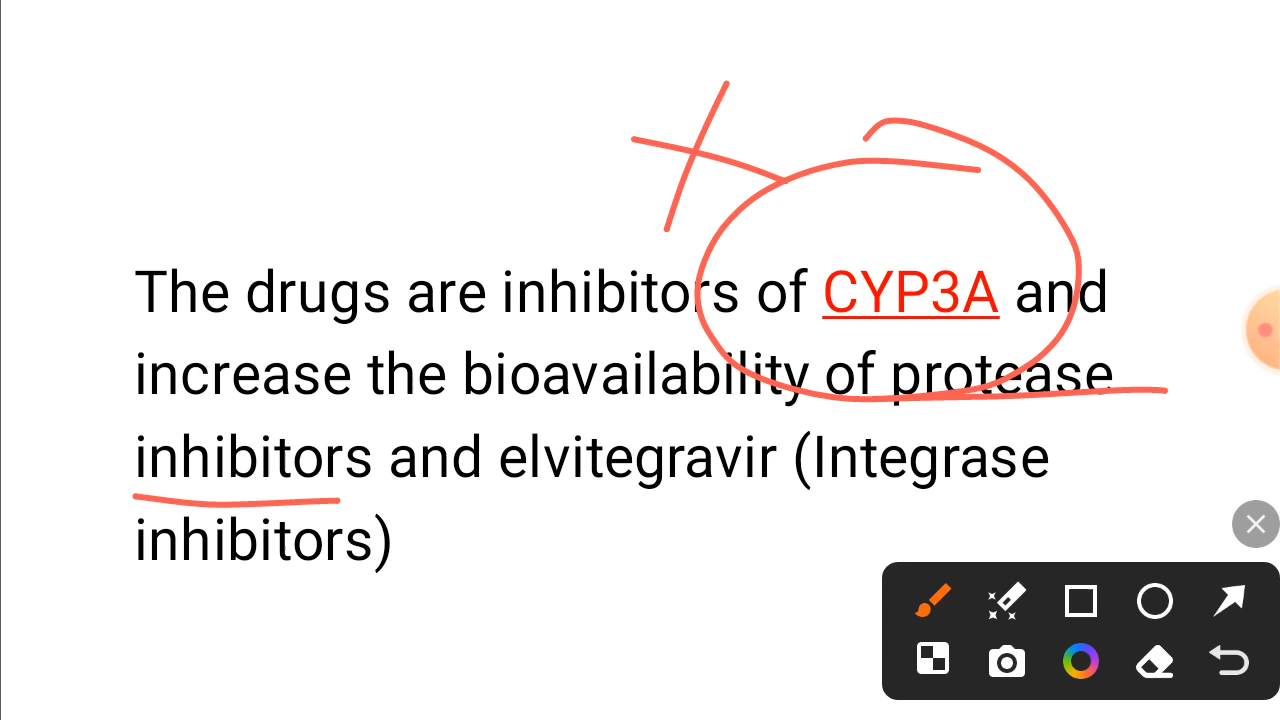 The drugs are inhibitors of CYP3A and
increase the bioavailability of protease
inhibitors and elvitegravir (Integrase
inhibitors)